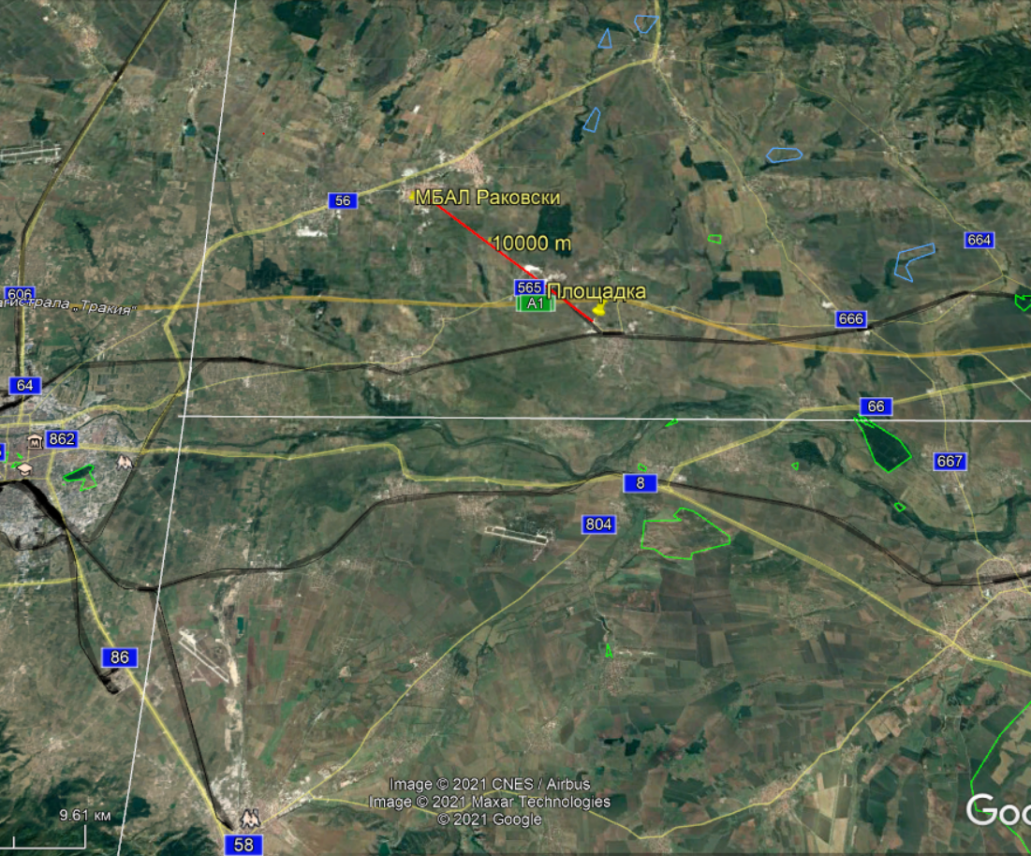 МБАЛ Раковски
56
10000 m
664
565
Площадка
606
A1
агистрала „Тракия“
666
64
66
862
667
8
804
86
Image © 2021 CNES / Airbus
Image © 2021 Maxar Technologies
© 2021 Google
9.61 км
Goo
58